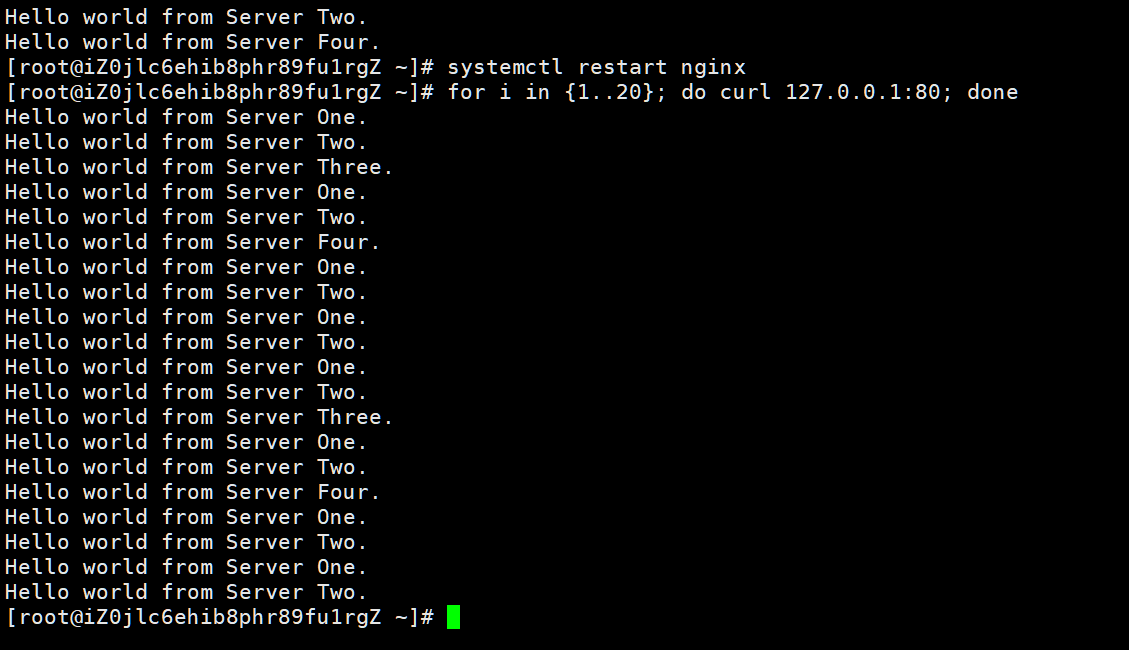 Hello world from Server Two.
Hello world from Server Four.
[root@iZ0jlc6ehib8phr89fu1rgZ ~]# systemctl restart nginx
[root@iZ0jlc6ehib8phr89fu1rgZ ~]# for i in {1..20}; do curl 127.0.0.1:80; done
Hello world from Server One.
Hello world from Server Two.
Hello world from Server Three.
Hello world from Server One.
Hello world from Server Two.
Hello world from Server Four.
Hello world from Server One.
Hello world from Server Two.
Hello world from Server One.
Hello world from Server Two.
Hello world from Server One.
Hello world from Server Two.
Hello world from Server Three.
Hello world from Server One.
Hello world from Server Two.
Hello world from Server Four.
Hello world from Server One.
Hello world from Server Two.
Hello world from Server One.
Hello world from Server Two.
[root@iZ0jlc6ehib8phr89fu1rgZ ~]#